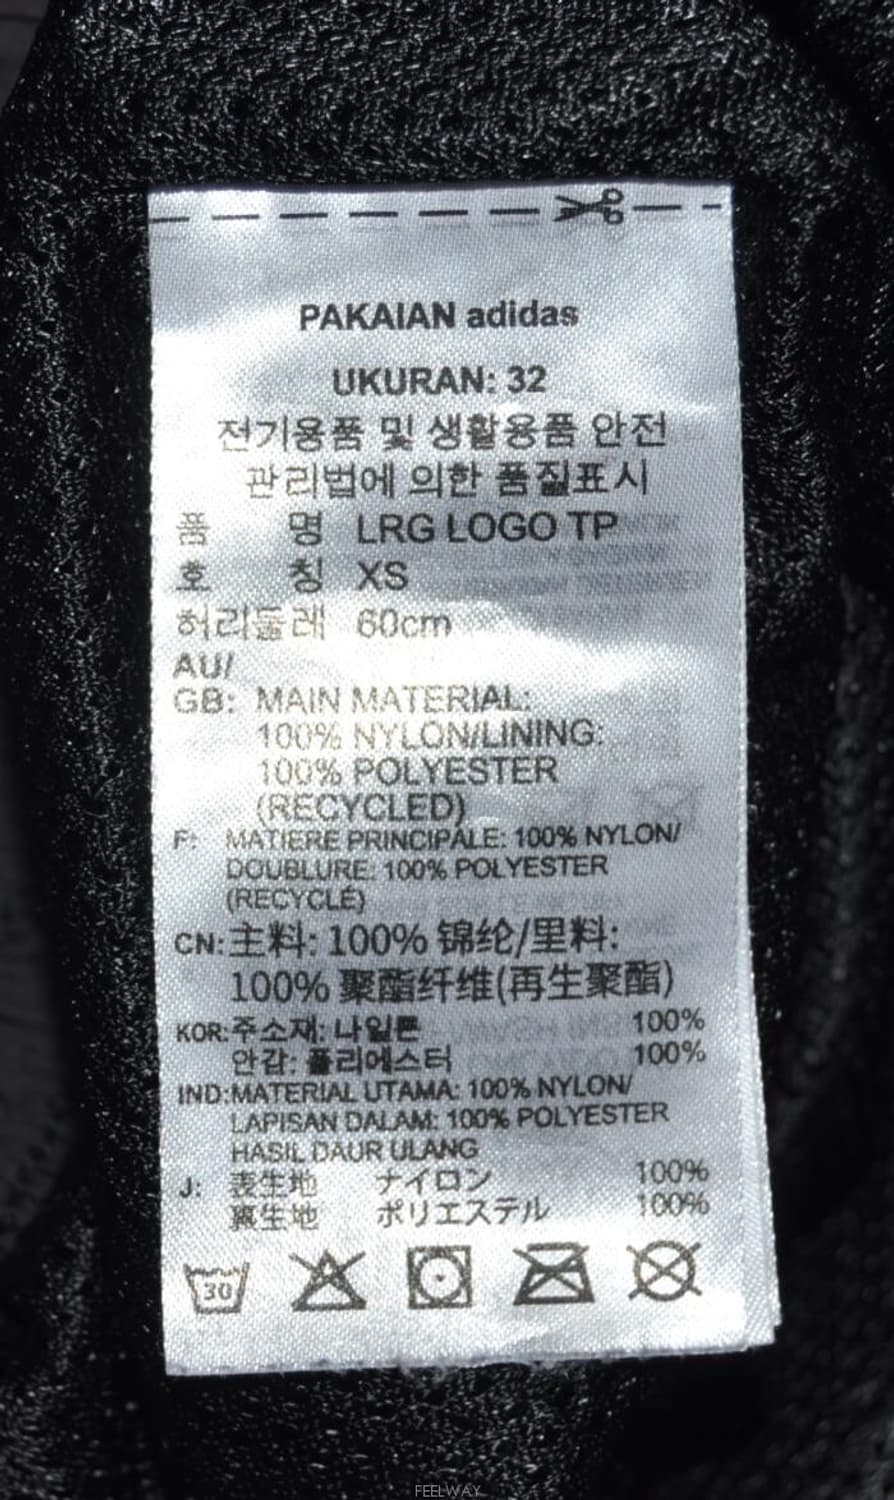 PAKAIAN adidas
UKURAN: 32
전기용품 및 생활용품 안전
관리법에 의한 품질표시
품 명 LRG LOGO TP
호 칭 XS
허리둘레 60cm
AU/
GB: MAIN MATERIAL:
100% NYLON/LINING:
100% POLYESTER
(RECYCLED)
F: MATIERE PRINCIPALE: 100% NYLON/
DOUBLURE: 100% POLYESTER
(RECYCLÉ)
CN: 主料: 100% 锦纶/里料:
100% 聚酯纤维(再生聚酯)
KOR: 주소재: 나일론 100%
안감: 폴리에스터 100%
IND: MATERIAL UTAMA: 100% NYLON/
LAPISAN DALAM: 100% POLYESTER
HASIL DAUR ULANG
J: 表生地 ナイロン 100%
裏生地 ポリエステル 100%
30
FEELWAY